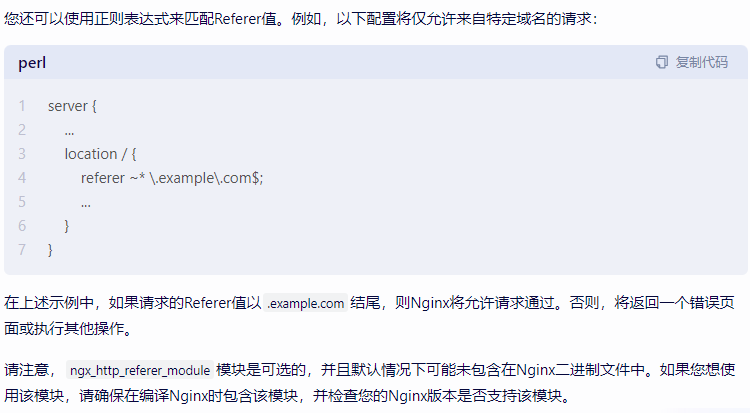 您还可以使用正则表达式来匹配Referer值。例如，以下配置将仅允许来自特定域名的请求：
perl
复制代码
1 server {
2 ...
3 location / {
4 referer ~* \.example\.com$;
5 ...
6 }
7 }
在上述示例中，如果请求的Referer值以 .example.com 结尾，则Nginx将允许请求通过。否则，将返回一个错误页
面或执行其他操作。
请注意， ngx_http_referer_module 模块是可选的，并且默认情况下可能未包含在Nginx二进制文件中。如果您想使
用该模块，请确保在编译Nginx时包含该模块，并检查您的Nginx版本是否支持该模块。